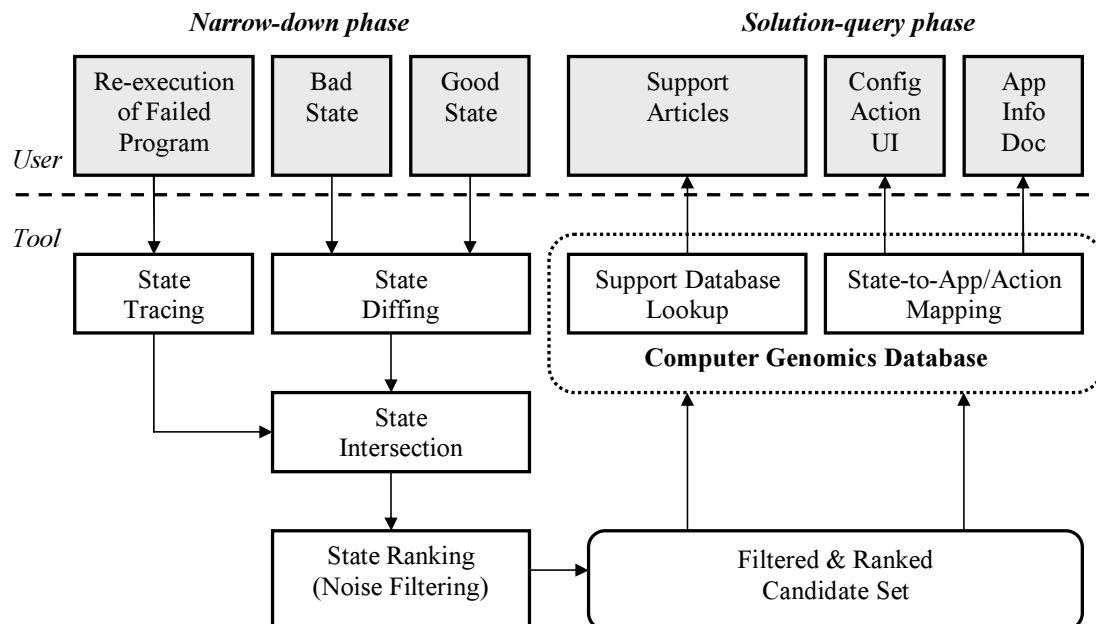 Narrow-down phase
Solution-query phase
Re-execution
of Failed
Program
Bad
State
Good
State
Support
Articles
Config
Action
UI
App
Info
Doc
User
Tool
State
Tracing
State
Diffing
Support Database
Lookup
State-to-App/Action
Mapping
Computer Genomics Database
State
Intersection
State Ranking
(Noise Filtering)
Filtered & Ranked
Candidate Set